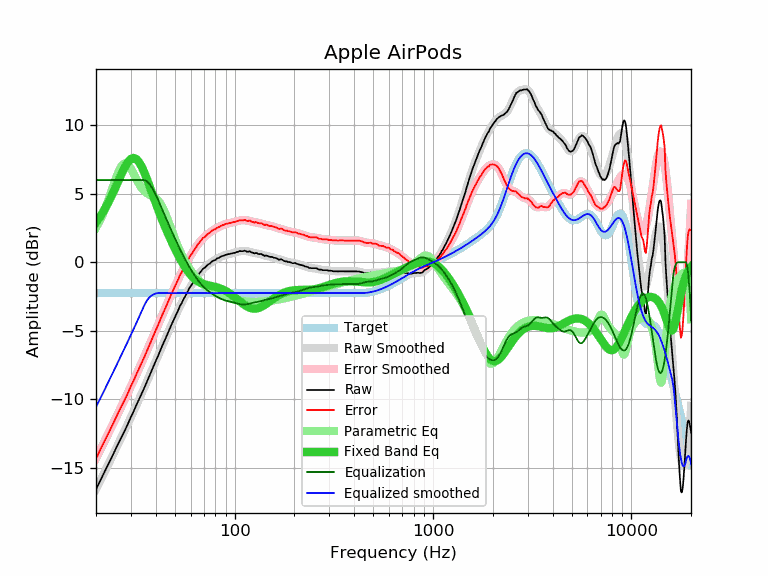 Apple AirPods
Amplitude (dBr)
10
5
0
−5
−10
−15
Target
Raw Smoothed
Error Smoothed
Raw
Error
Parametric Eq
Fixed Band Eq
Equalization
Equalized smoothed
100
1000
10000
Frequency (Hz)